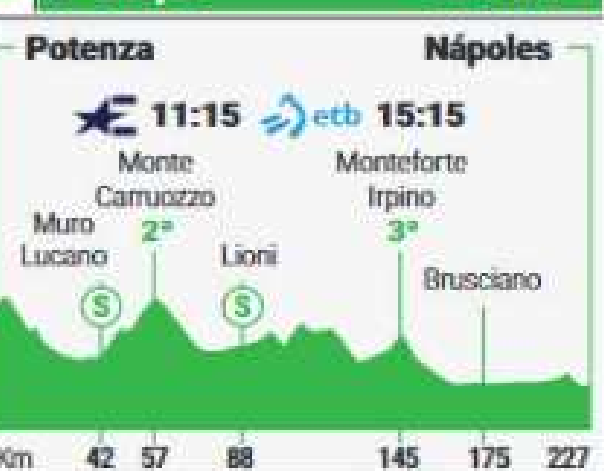 Potenza Nápoles
11:15 etb 15:15
Monte Carruozzo 2ª
Monteforte Irpino 3ª
Muro Lucano
Lioni
Brusciano
S S
Km 42 57 88 145 175 227